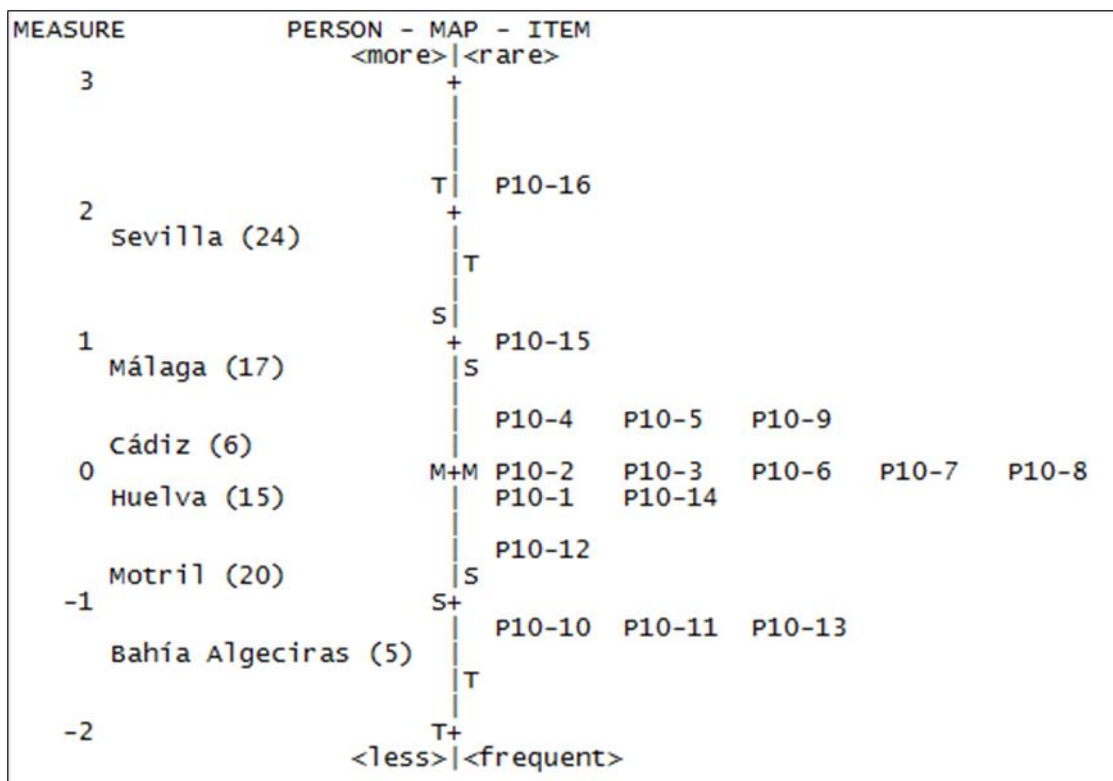 MEASURE PERSON - MAP - ITEM
<more>|<rare>
3 +
|
|
|
T| P10-16
2 +
Sevilla (24) |
|T
|
S|
1 + P10-15
Málaga (17) |S
|
| P10-4 P10-5 P10-9
Cádiz (6) |
0 M+M P10-2 P10-3 P10-6 P10-7 P10-8
Huelva (15) | P10-1 P10-14
|
| P10-12
Motril (20) |S
-1 S+
| P10-10 P10-11 P10-13
Bahía Algeciras (5) |
|T
|
-2 T+
<less>|<frequent>